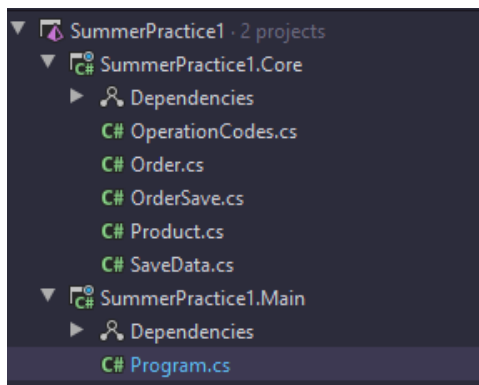 SummerPractice1 · 2 projects
C# SummerPractice1.Core
Dependencies
C# OperationCodes.cs
C# Order.cs
C# OrderSave.cs
C# Product.cs
C# SaveData.cs
C# SummerPractice1.Main
Dependencies
C# Program.cs